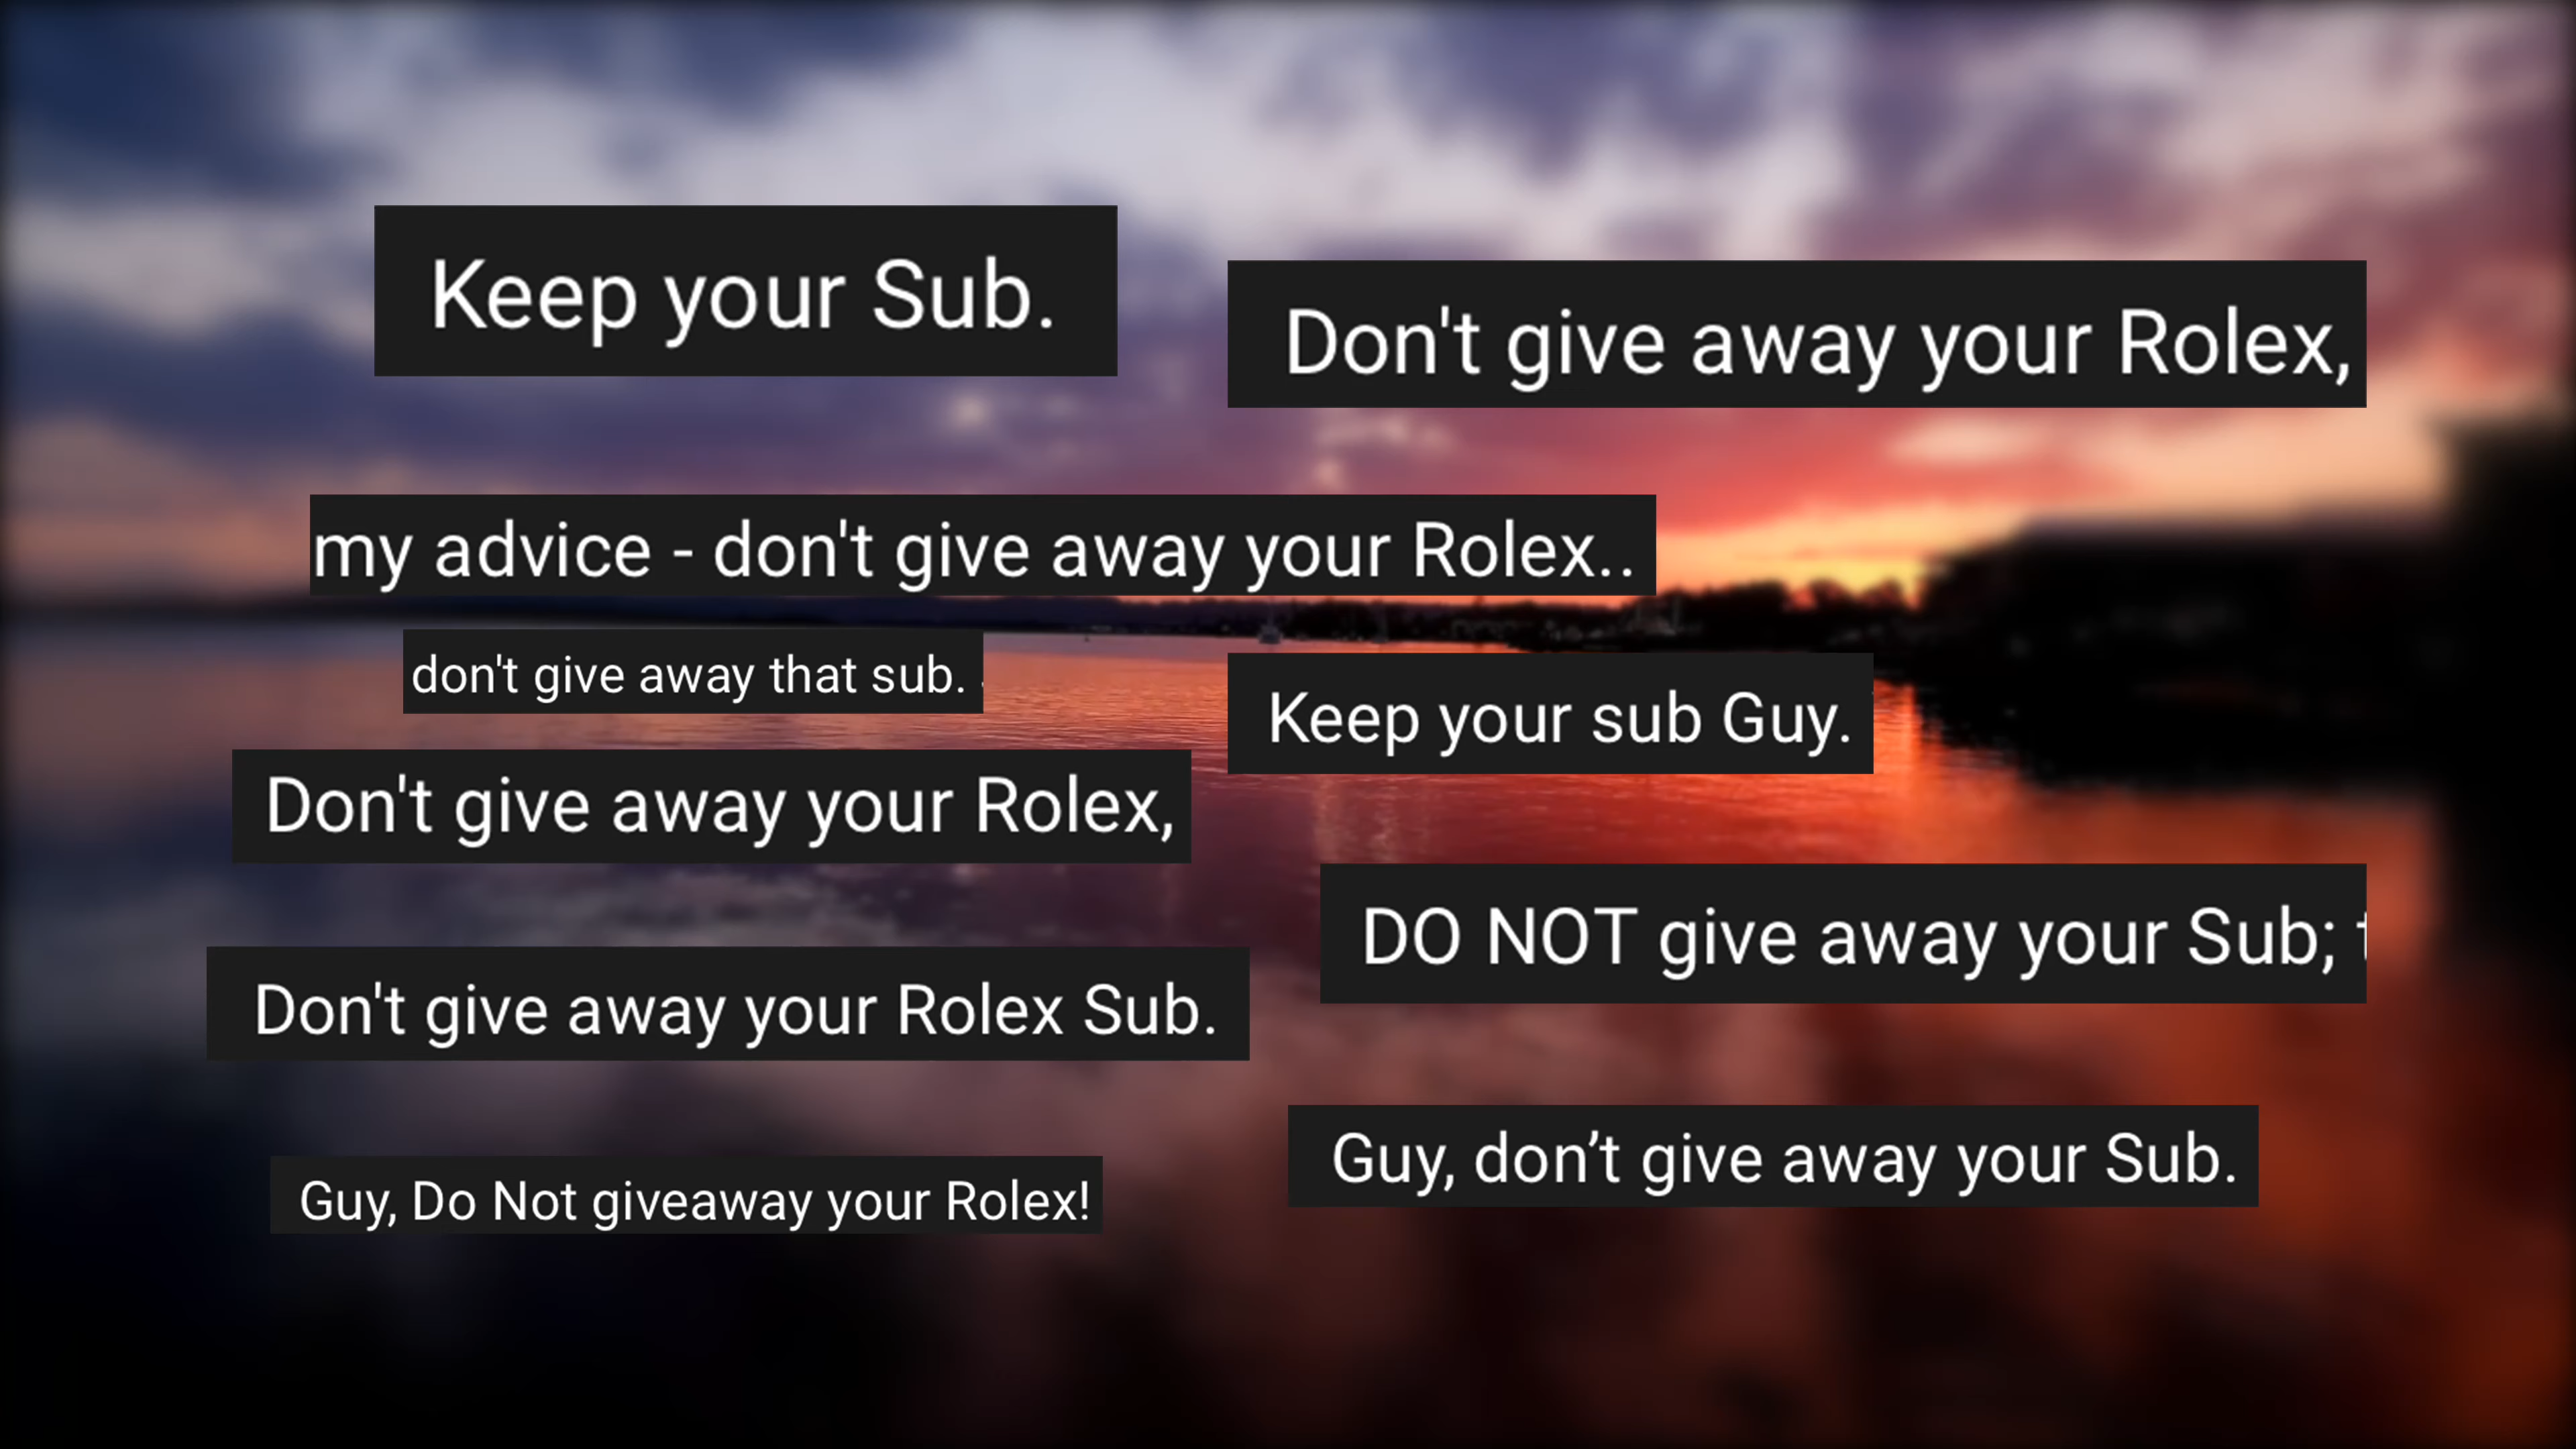 Keep your Sub.
Don't give away your Rolex,
my advice - don't give away your Rolex..
don't give away that sub.
Keep your sub Guy.
Don't give away your Rolex,
DO NOT give away your Sub;
Don't give away your Rolex Sub.
Guy, don’t give away your Sub.
Guy, Do Not giveaway your Rolex!